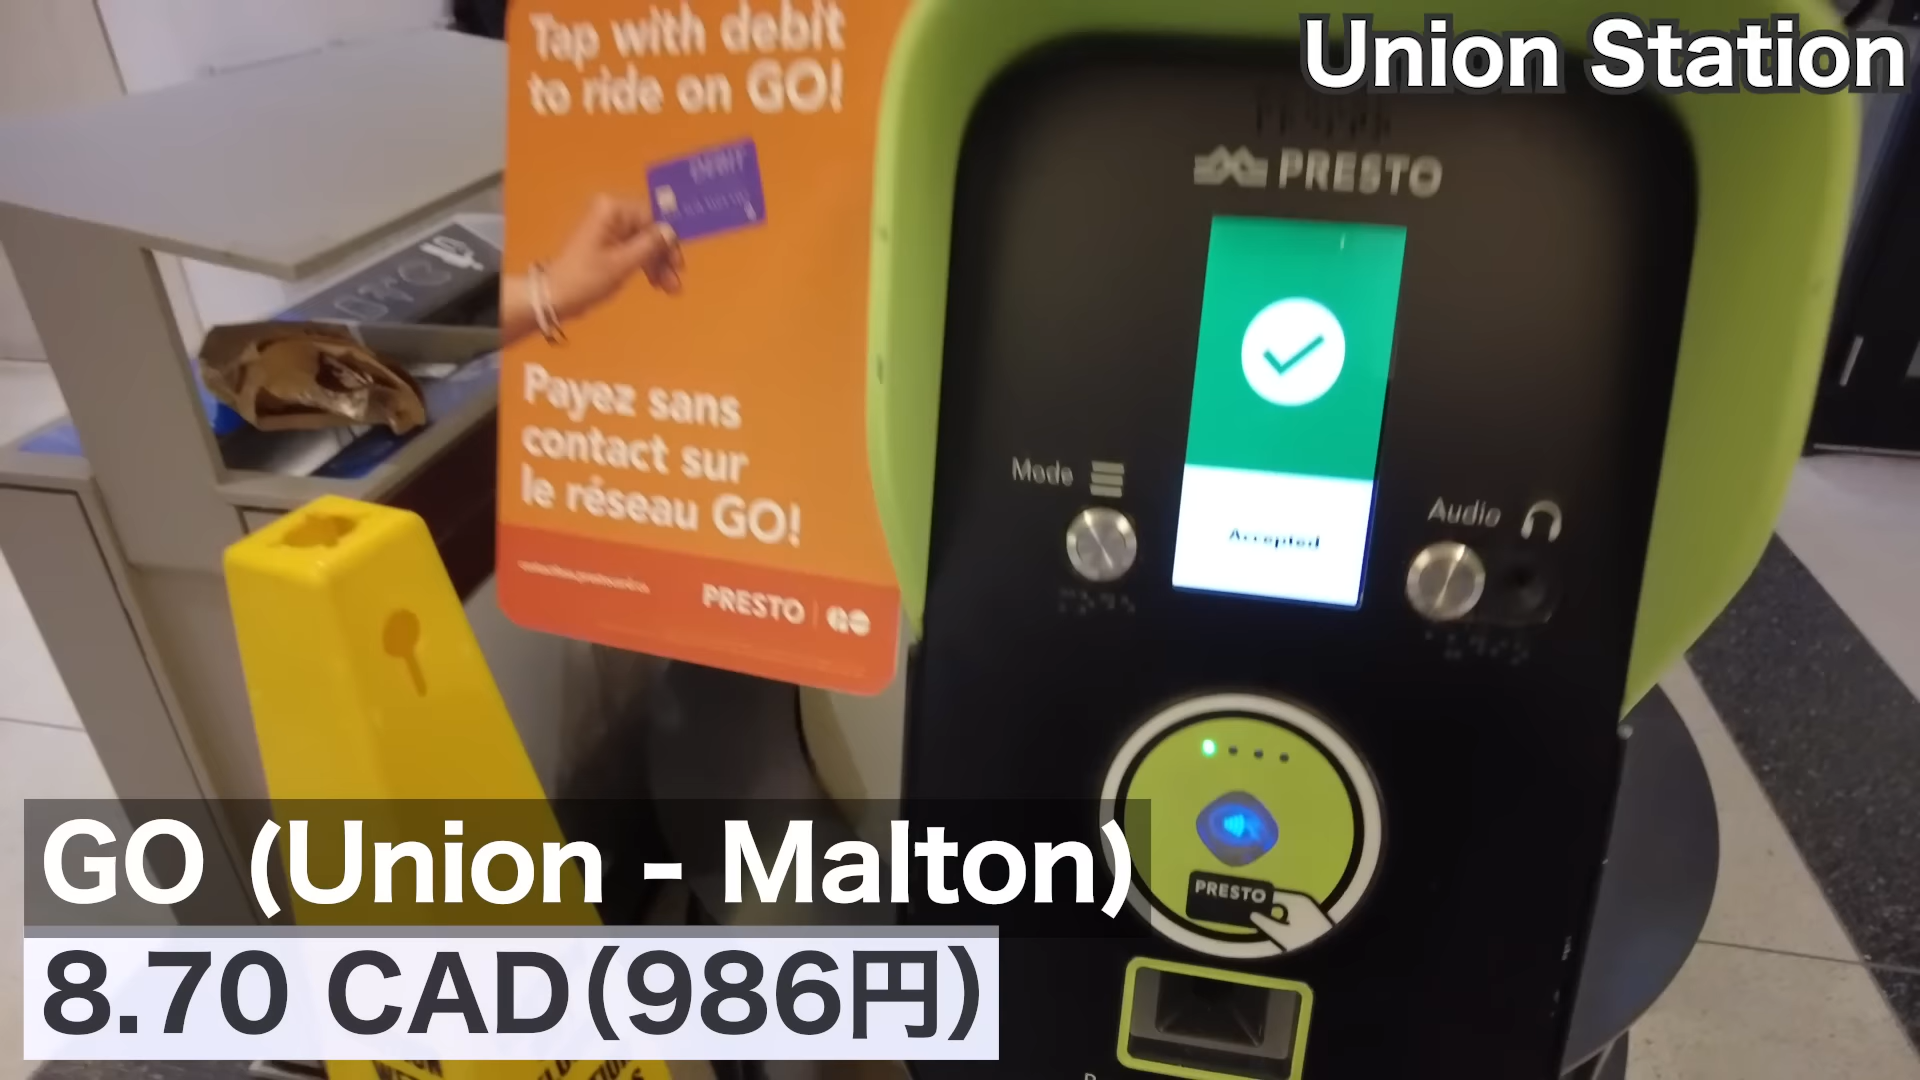 Union Station
Tap with debit
to ride on GO!
DEBIT
Payez sans
contact sur
le réseau GO!
PRESTO
PRESTO
Mode
Audio
Accepted
PRESTO
GO (Union - Malton)
8.70 CAD(986円)